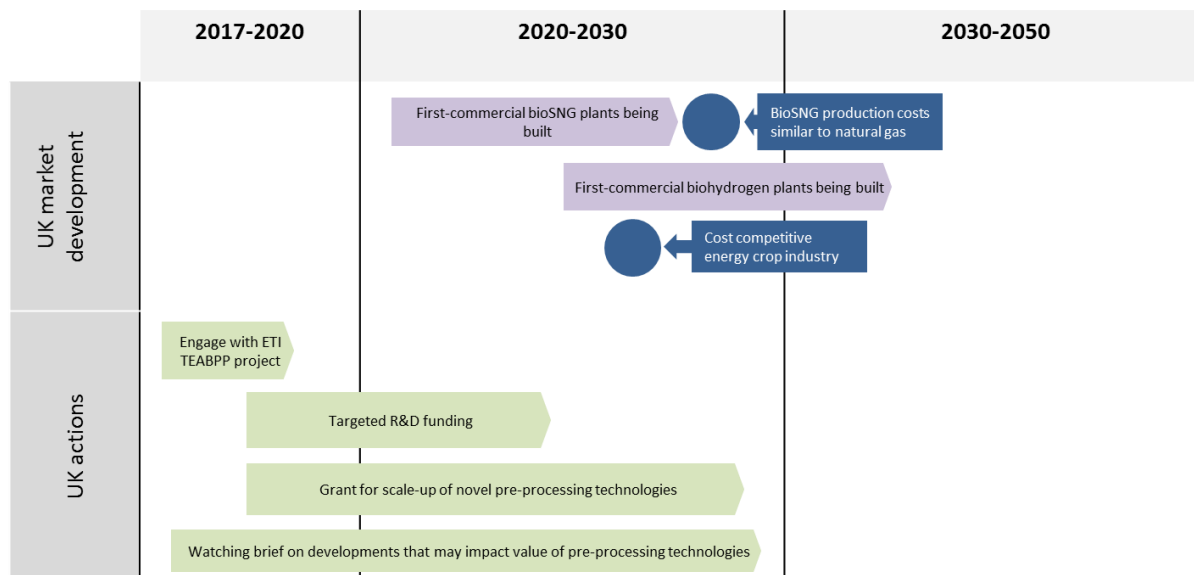 2017-2020
2020-2030
2030-2050
UK market
development
First-commercial bioSNG plants being
built
BioSNG production costs
similar to natural gas
First-commercial biohydrogen plants being built
Cost competitive
energy crop industry
UK actions
Engage with ETI
TEABPP project
Targeted R&D funding
Grant for scale-up of novel pre-processing technologies
Watching brief on developments that may impact value of pre-processing technologies